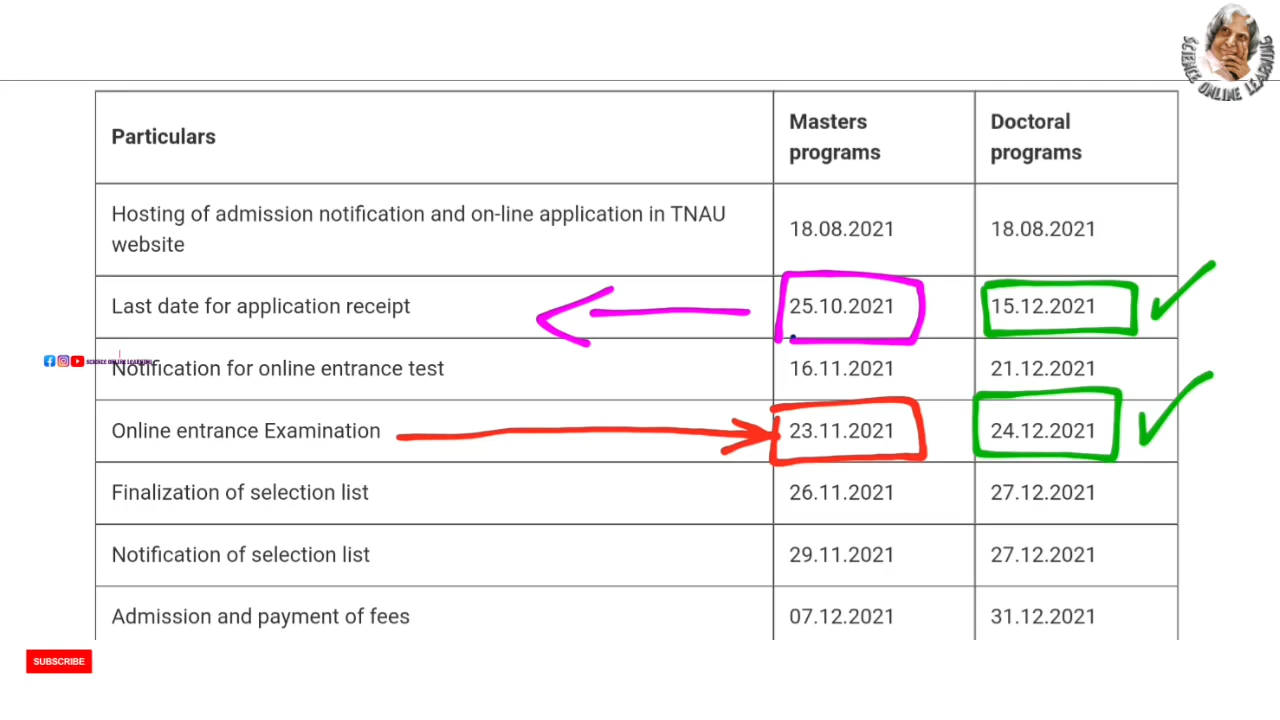 SCIENCE ONLINE LEARNING
Particulars
Masters
programs
Doctoral
programs
Hosting of admission notification and on-line application in TNAU
website
18.08.2021
18.08.2021
Last date for application receipt
25.10.2021
15.12.2021
SCIENCE ONLINE LEARNING
Notification for online entrance test
16.11.2021
21.12.2021
Online entrance Examination
23.11.2021
24.12.2021
Finalization of selection list
26.11.2021
27.12.2021
Notification of selection list
29.11.2021
27.12.2021
Admission and payment of fees
07.12.2021
31.12.2021
SUBSCRIBE